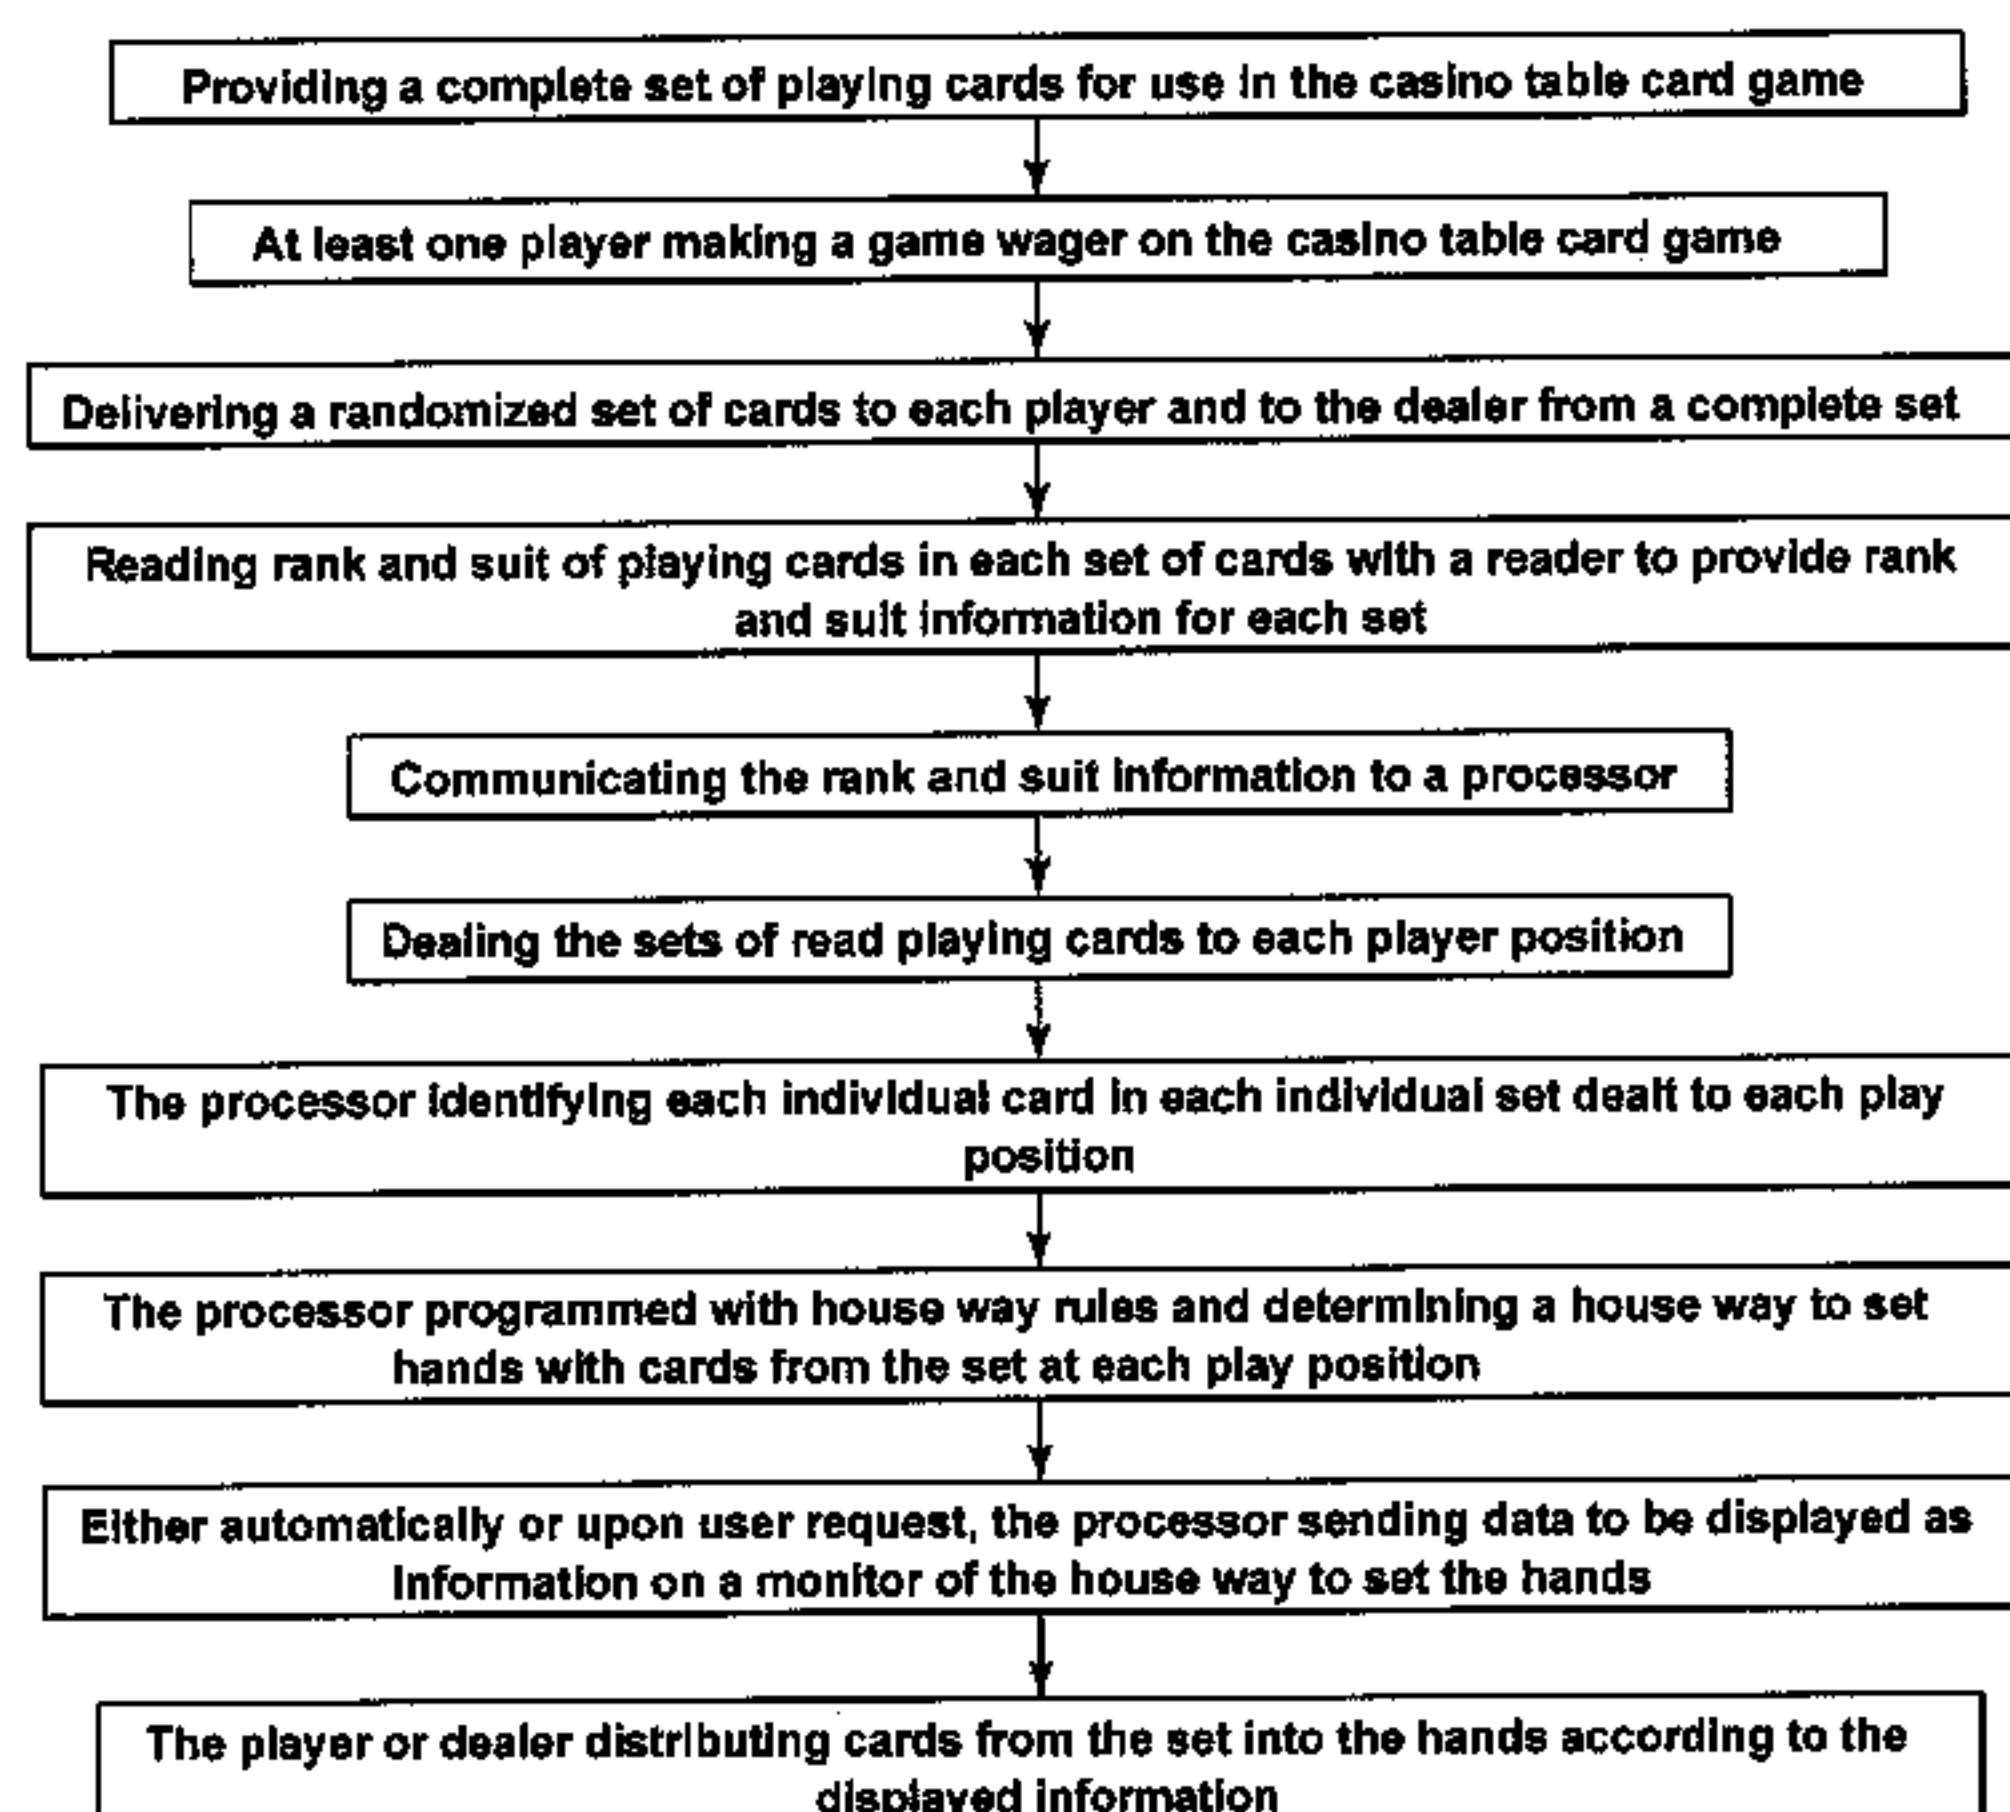 Providing a complete set of playing cards for use in the casino table card game
At least one player making a game wager on the casino table card game
Delivering a randomized set of cards to each player and to the dealer from a complete set
Reading rank and suit of playing cards in each set of cards with a reader to provide rank
and suit information for each set
Communicating the rank and suit information to a processor
Dealing the sets of read playing cards to each player position
The processor identifying each individual card in each individual set dealt to each play
position
The processor programmed with house way rules and determining a house way to set
hands with cards from the set at each play position
Either automatically or upon user request, the processor sending data to be displayed as
information on a monitor of the house way to set the hands
The player or dealer distributing cards from the set into the hands according to the
displayed information